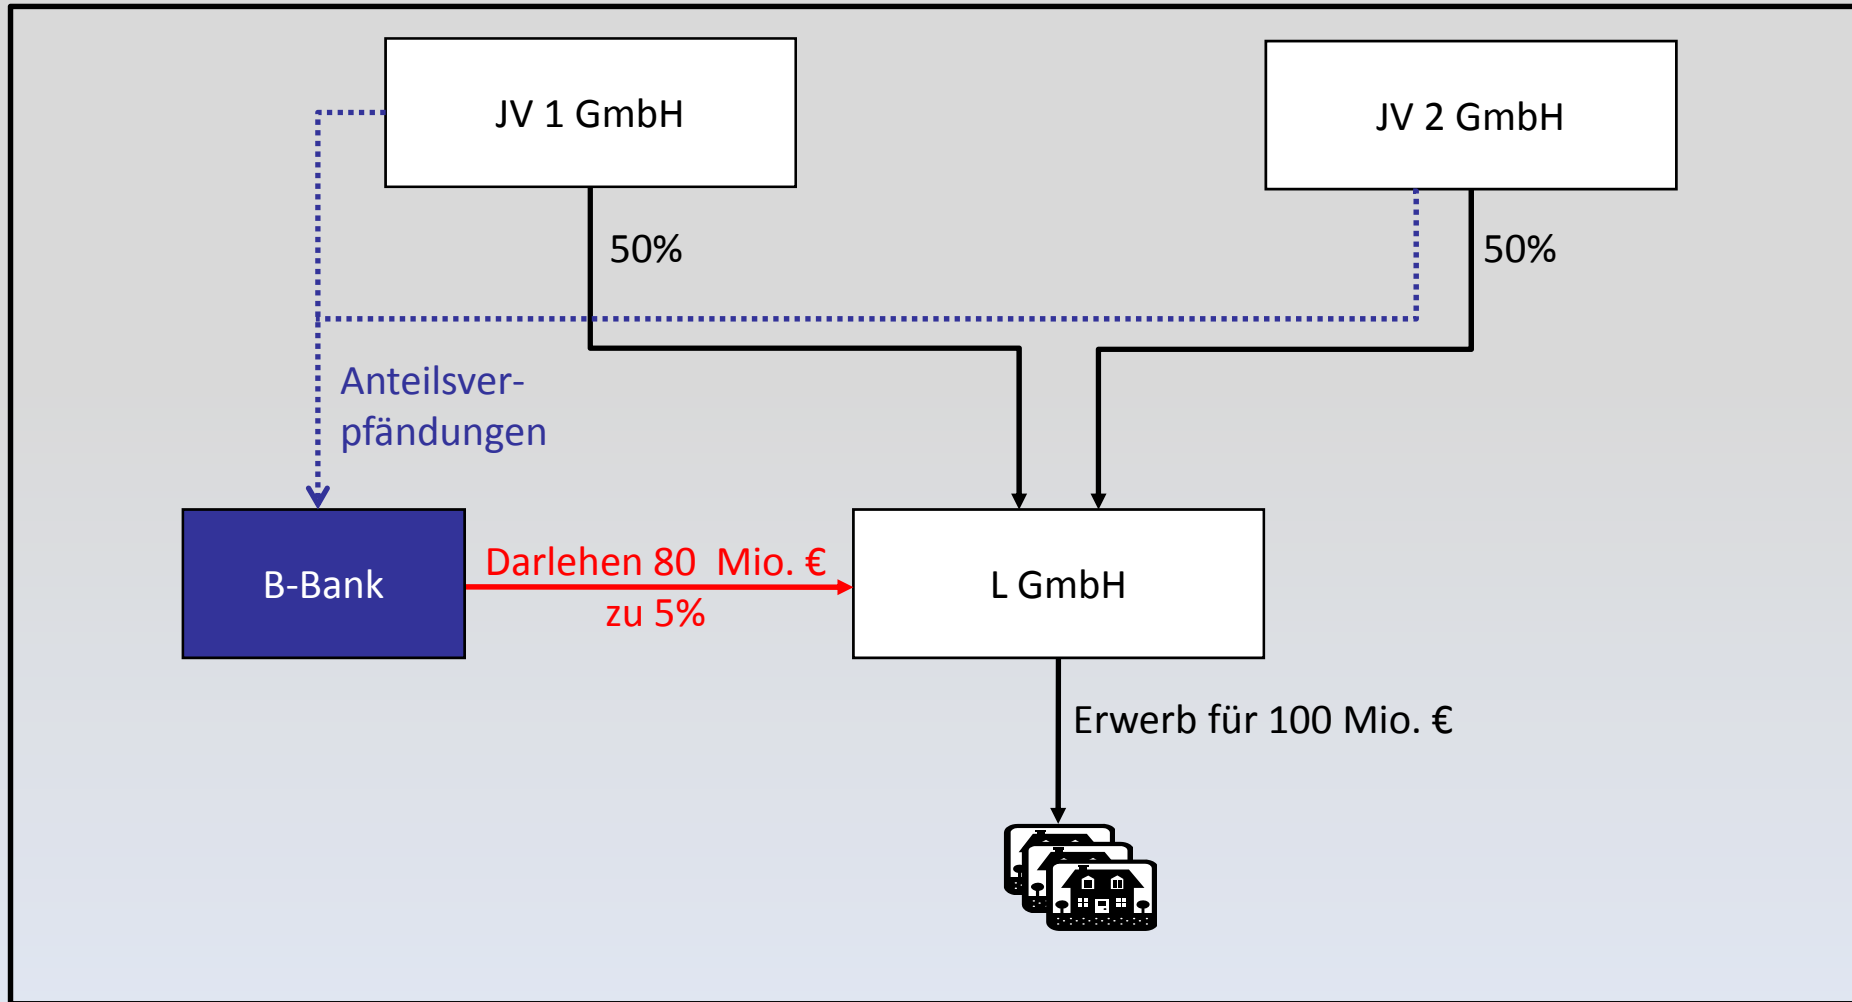 JV 1 GmbH
JV 2 GmbH
50%
50%
Anteilsver-
pfändungen
B-Bank
Darlehen 80 Mio. €
zu 5%
L GmbH
Erwerb für 100 Mio. €